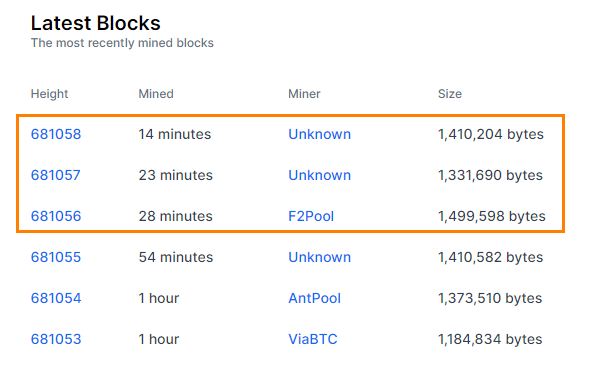 Latest Blocks
The most recently mined blocks
Height Mined Miner Size
681058 14 minutes Unknown 1,410,204 bytes
681057 23 minutes Unknown 1,331,690 bytes
681056 28 minutes F2Pool 1,499,598 bytes
681055 54 minutes Unknown 1,410,582 bytes
681054 1 hour AntPool 1,373,510 bytes
681053 1 hour ViaBTC 1,184,834 bytes